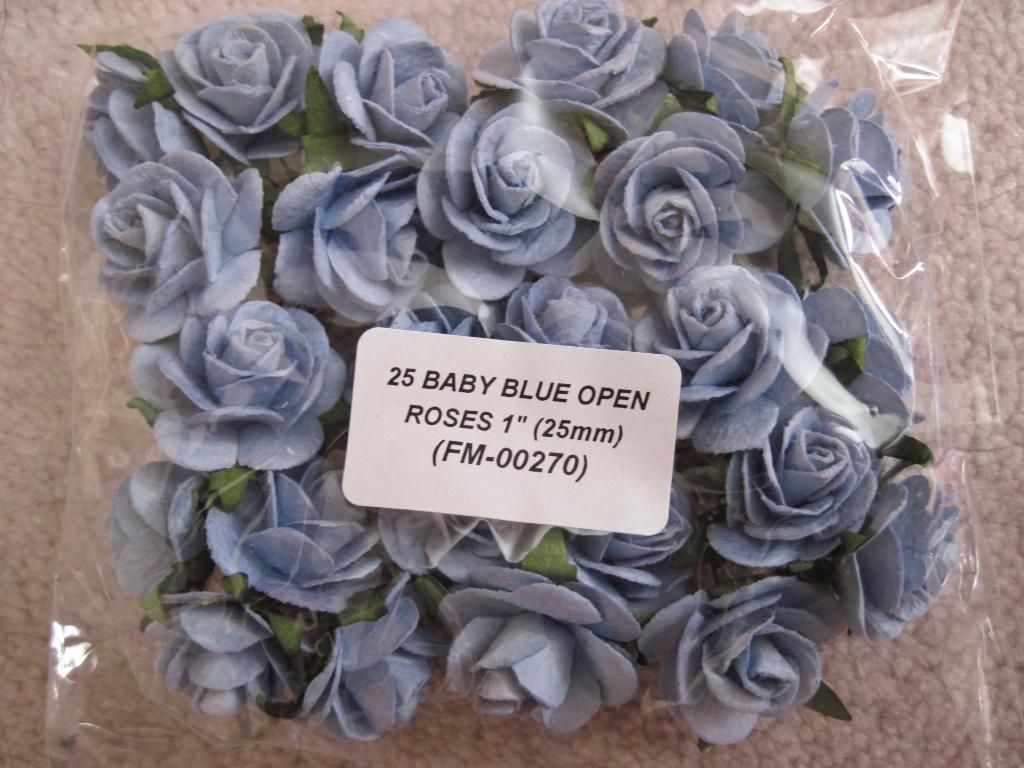 25 BABY BLUE OPEN
ROSES 1" (25mm)
(FM-00270)